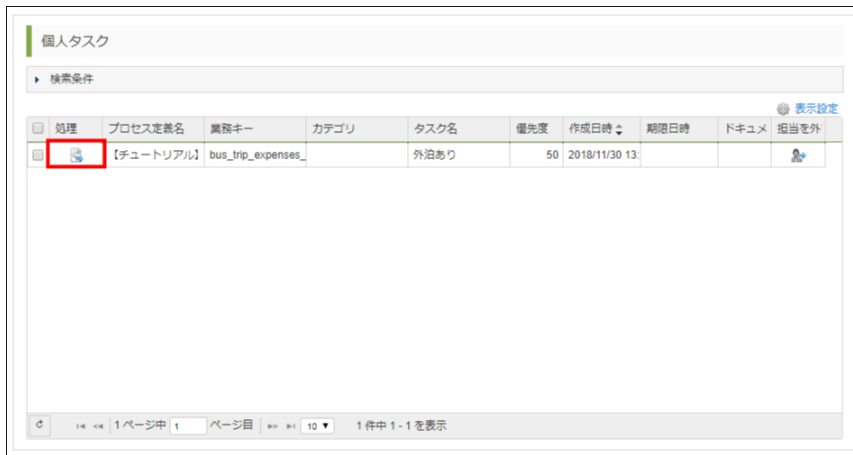 個人タスク
検索条件
表示設定
処理 プロセス定義名 業務キー カテゴリ タスク名 優先度 作成日時 期限日時 ドキュメ 担当を外
【チュートリアル】 bus_trip_expenses_ 外泊あり 50 2018/11/30 13:
1 ページ中 1 ページ目 10 1 件中 1 - 1 を表示